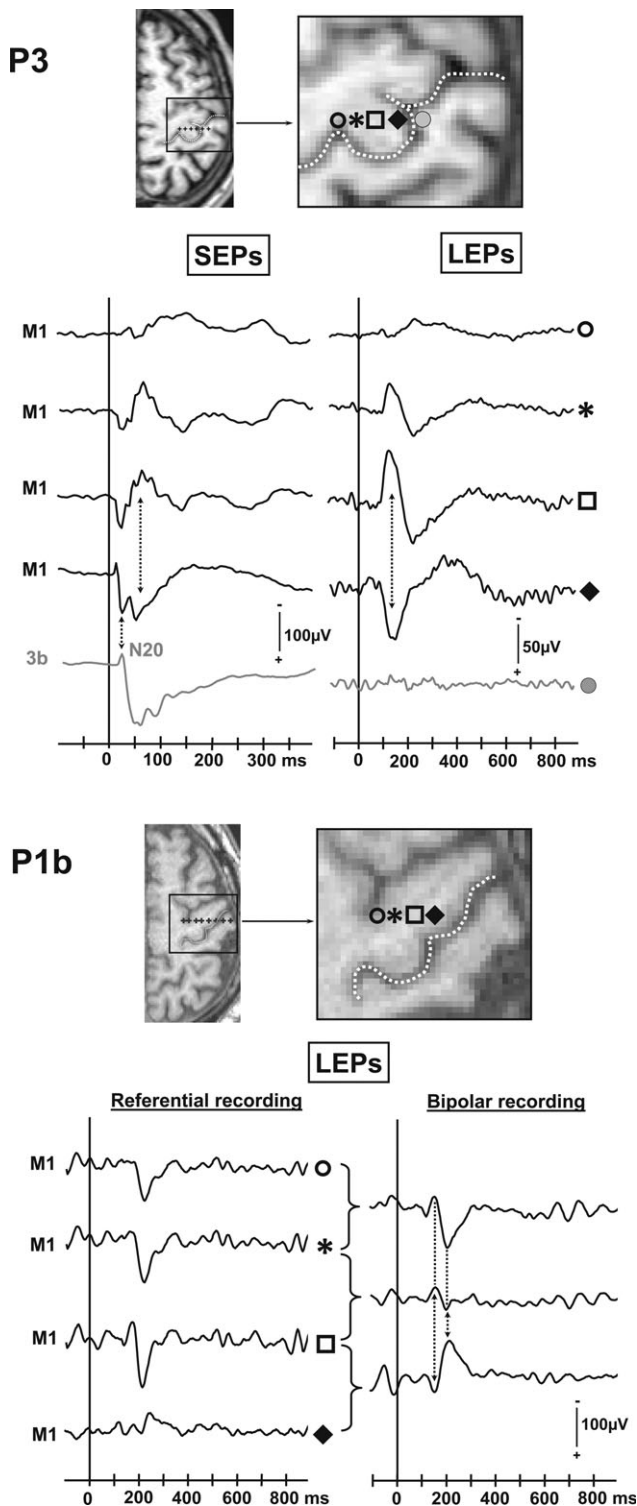 P3
SEPs LEPs
M1
M1
M1
M1
N20
3b
-
100µV
+
-
50µV
+
0 100 200 300 ms
0 200 400 600 800 ms
P1b
LEPs
Referential recording Bipolar recording
M1
M1
M1
M1
-
100µV
+
0 200 400 600 800 ms
0 200 400 600 800 ms